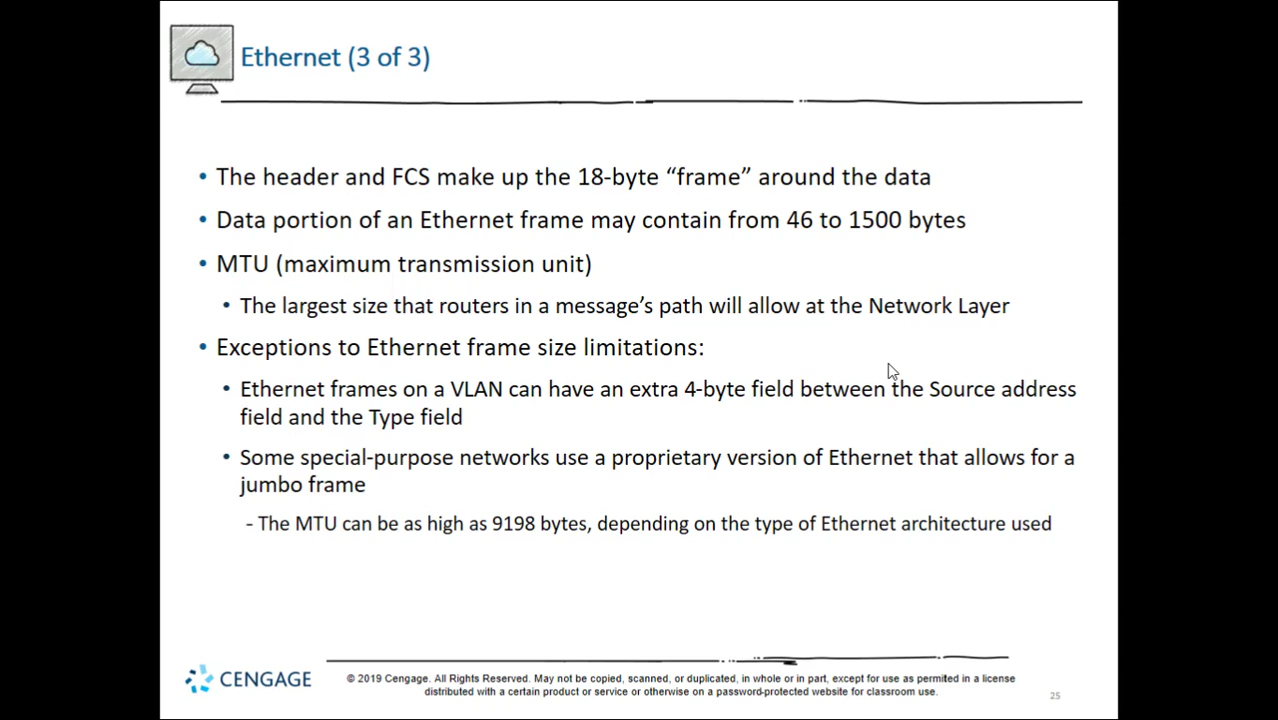 Ethernet (3 of 3)
• The header and FCS make up the 18-byte “frame” around the data
• Data portion of an Ethernet frame may contain from 46 to 1500 bytes
• MTU (maximum transmission unit)
• The largest size that routers in a message’s path will allow at the Network Layer
• Exceptions to Ethernet frame size limitations:
• Ethernet frames on a VLAN can have an extra 4-byte field between the Source address
field and the Type field
• Some special-purpose networks use a proprietary version of Ethernet that allows for a
jumbo frame
- The MTU can be as high as 9198 bytes, depending on the type of Ethernet architecture used
CENGAGE
© 2019 Cengage. All Rights Reserved. May not be copied, scanned, or duplicated, in whole or in part, except for use as permitted in a license
distributed with a certain product or service or otherwise on a password-protected website for classroom use.
25